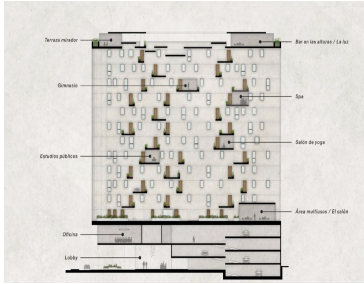 Terraza mirador
Bar en las alturas / La luz
Gimnasio
Spa
Salón de yoga
Estudios públicos
Área multiusos / El salón
Oficina
Lobby